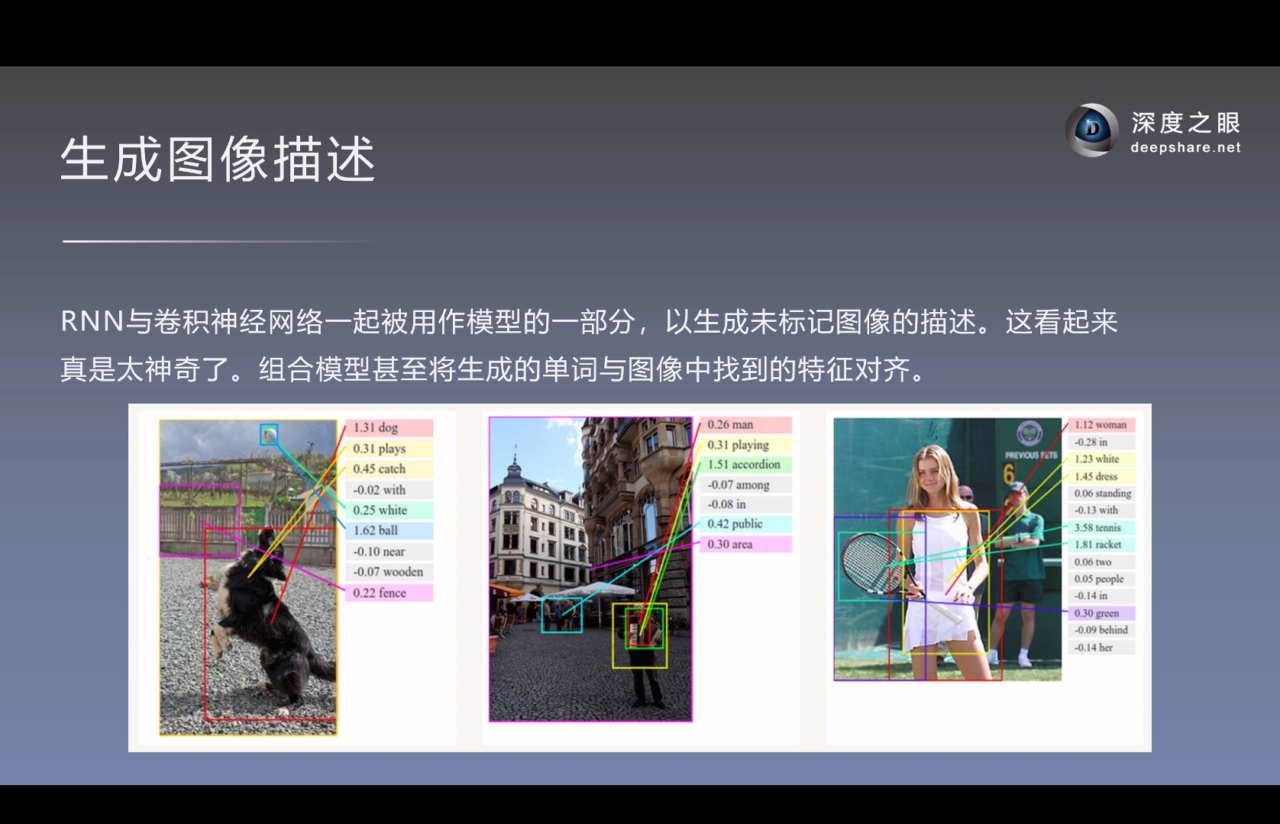 深度之眼
deepshare.net
生成图像描述
RNN与卷积神经网络一起被用作模型的一部分，以生成未标记图像的描述。这看起来
真是太神奇了。组合模型甚至将生成的单词与图像中找到的特征对齐。
1.31 dog
0.31 plays
0.45 catch
-0.02 with
0.25 white
1.62 ball
-0.10 near
-0.07 wooden
0.22 fence
0.26 man
0.31 playing
1.51 accordion
-0.07 among
-0.08 in
0.42 public
0.30 area
PREVIOUS SETS
6
1.12 woman
-0.28 in
1.23 white
1.45 dress
0.06 standing
-0.13 with
3.58 tennis
1.81 racket
0.06 two
0.05 people
-0.14 in
0.30 green
-0.09 behind
-0.14 her